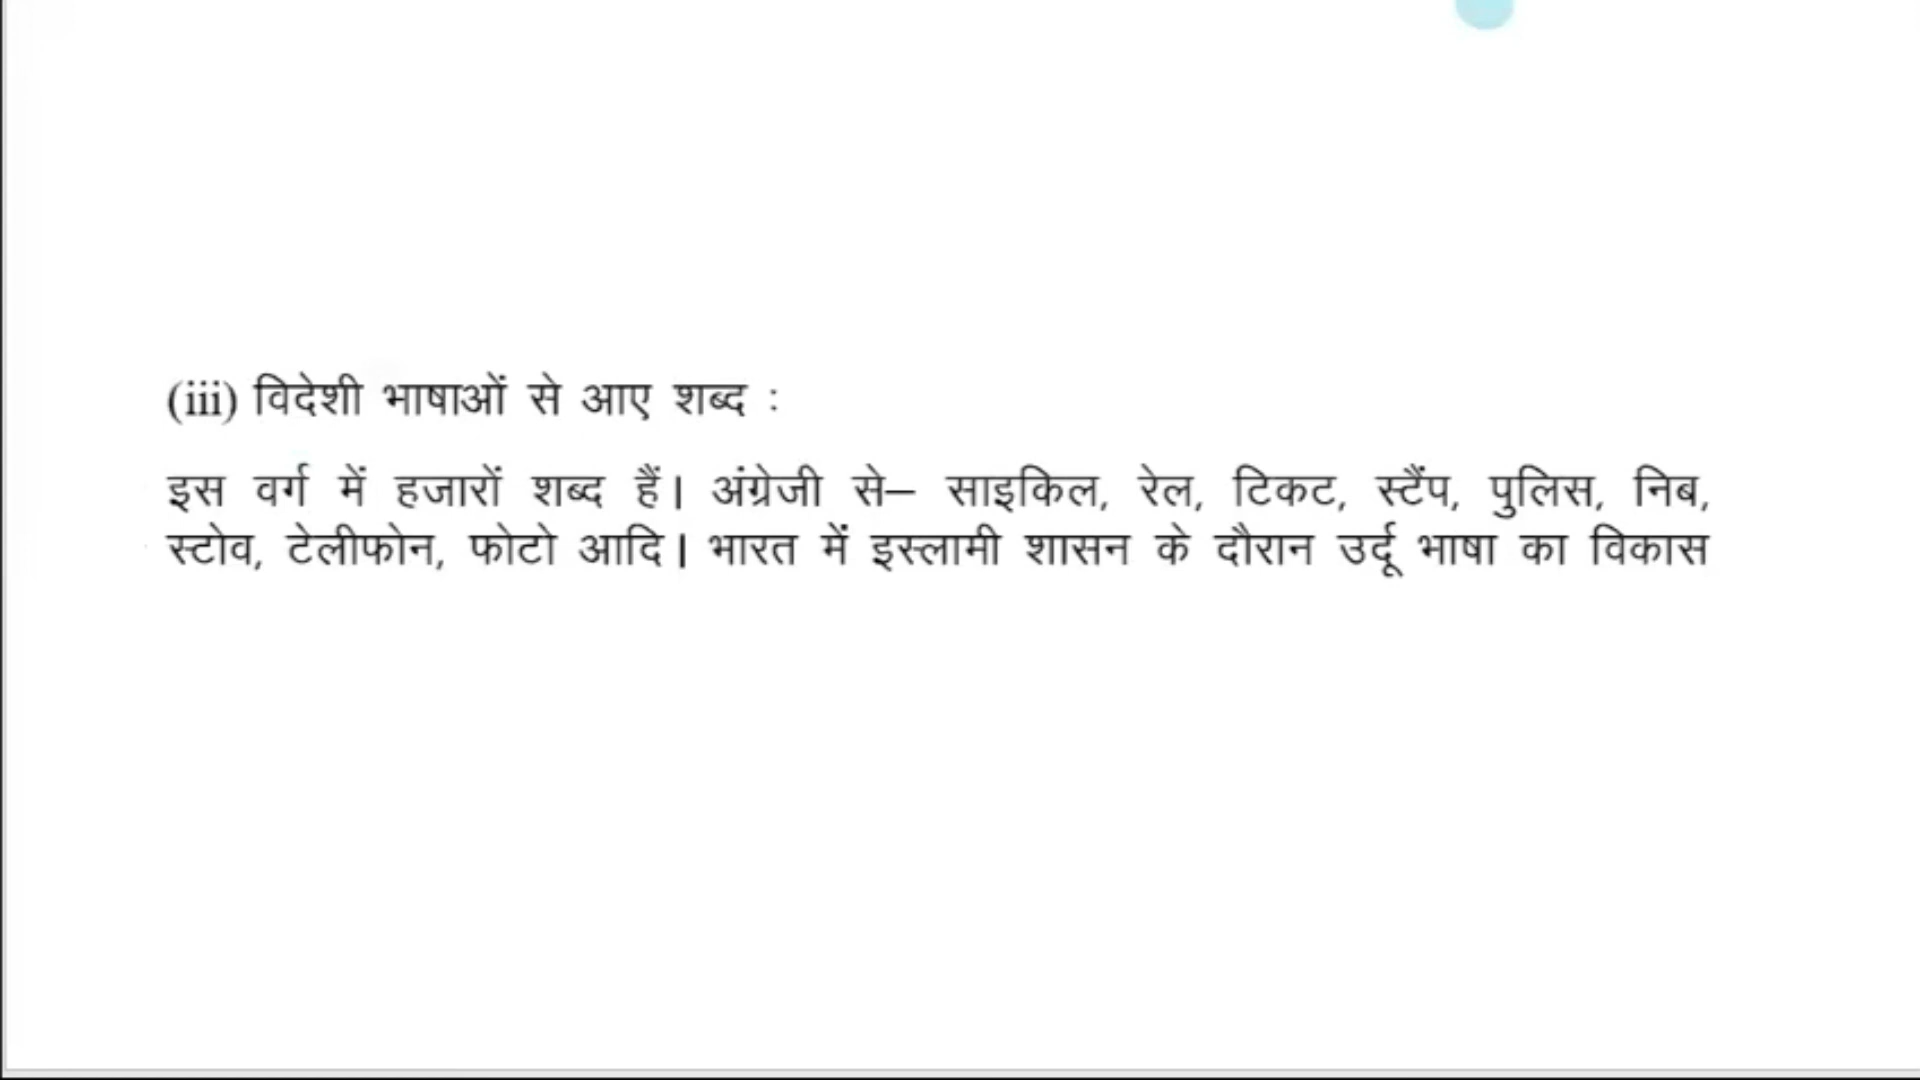 (iii) विदेशी भाषाओं से आए शब्द :
इस वर्ग में हजारों शब्द हैं। अंग्रेजी से– साइकिल, रेल, टिकट, स्टैंप, पुलिस, निब,
स्टोव, टेलीफोन, फोटो आदि। भारत में इस्लामी शासन के दौरान उर्दू भाषा का विकास